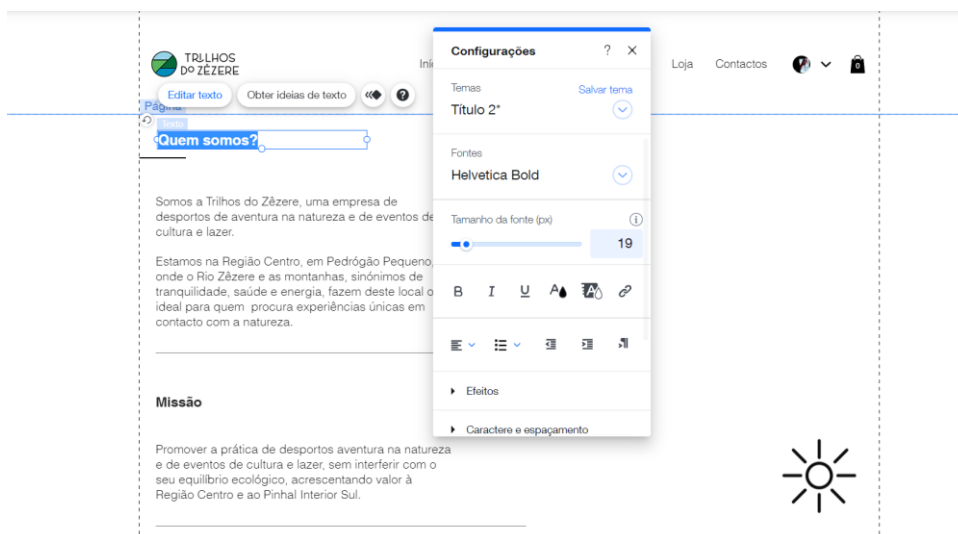 TRILHOS
DO ZÊZERE
Loja
Contactos
0
Editar texto
Obter ideias de texto
Página
Texto
Quem somos?
Somos a Trilhos do Zêzere, uma empresa de
desportos de aventura na natureza e de eventos de
cultura e lazer.
Estamos na Região Centro, em Pedrógão Pequeno,
onde o Rio Zêzere e as montanhas, sinónimos de
tranquilidade, saúde e energia, fazem deste local o
ideal para quem procura experiências únicas em
contacto com a natureza.
Missão
Promover a prática de desportos aventura na natureza
e de eventos de cultura e lazer, sem interferir com o
seu equilíbrio ecológico, acrescentando valor à
Região Centro e ao Pinhal Interior Sul.
Configurações
?
Temas
Salvar tema
Título 2*
Fontes
Helvetica Bold
Tamanho da fonte (px)
19
B I U A A
Efeitos
Caractere e espaçamento